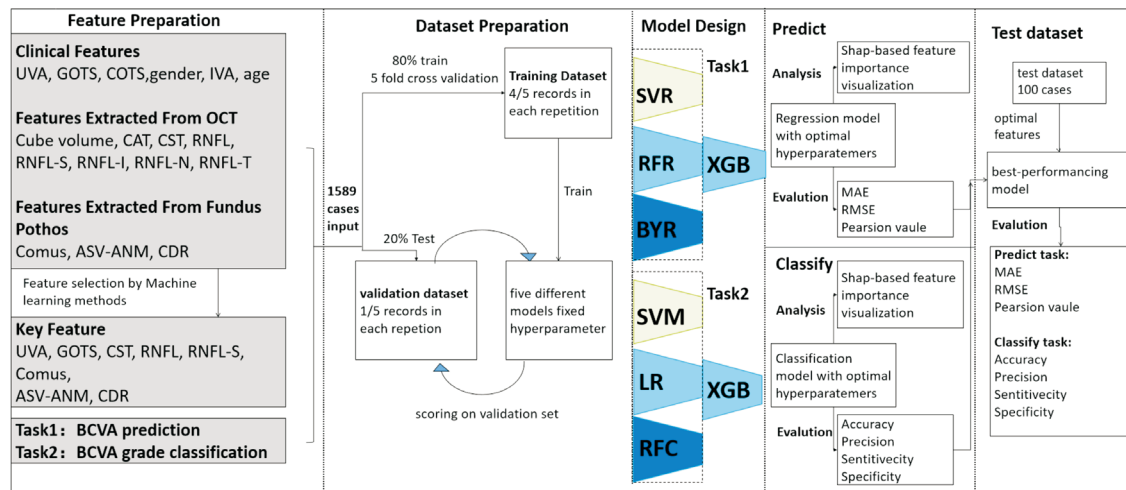 Feature Preparation
Clinical Features
UVA, GOTS, COTS,gender, IVA, age
Features Extracted From OCT
Cube volume, CAT, CST, RNFL,
RNFL-S, RNFL-I, RNFL-N, RNFL-T
Features Extracted From Fundus
Pothos
Comus, ASV-ANM, CDR
Feature selection by Machine
learning methods
Key Feature
UVA, GOTS, CST, RNFL, RNFL-S,
Comus,
ASV-ANM, CDR
Task1：BCVA prediction
Task2：BCVA grade classification
1589
cases
input
Dataset Preparation
80% train
5 fold cross validation
Training Dataset
4/5 records in
each repetition
Train
20% Test
validation dataset
1/5 records in
each repetion
five different
models fixed
hyperparameter
scoring on validation set
Model Design
Task1
SVR
RFR
XGB
BYR
Task2
SVM
LR
XGB
RFC
Predict
Analysis
Shap-based feature
importance
visualization
Regression model
with optimal
hyperparatemers
Evaluation
MAE
RMSE
Pearsion vaule
Classify
Analysis
Shap-based feature
importance
visualization
Classification
model with optimal
hyperparatemers
Evaluation
Accuracy
Precision
Sentitivecity
Specificity
Test dataset
test dataset
100 cases
optimal
features
best-performancing
model
Evalution
Predict task:
MAE
RMSE
Pearsion vaule
Classify task:
Accuracy
Precision
Sentitivecity
Specificity